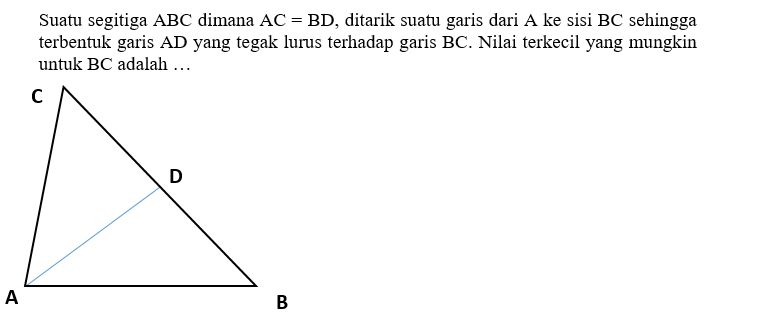 Suatu segitiga ABC dimana AC = BD, ditarik suatu garis dari A ke sisi BC sehingga
terbentuk garis AD yang tegak lurus terhadap garis BC. Nilai terkecil yang mungkin
untuk BC adalah …
C
D
A
B